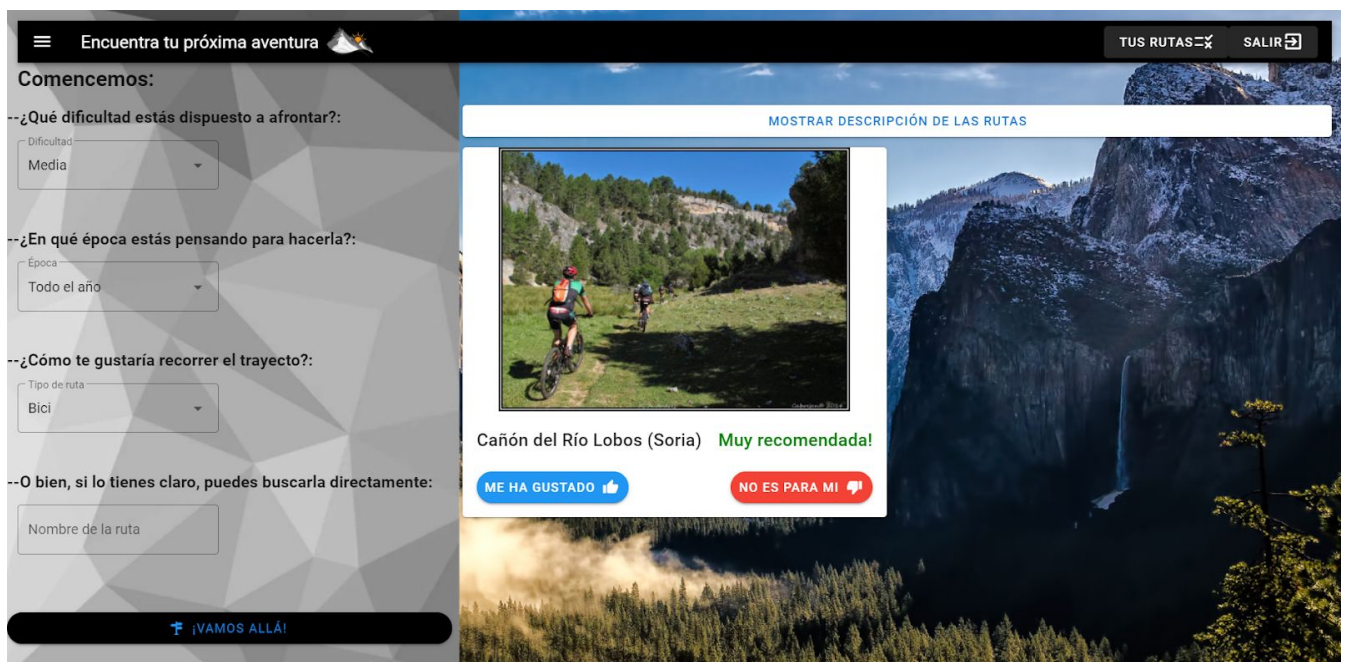 Encuentra tu próxima aventura
TUS RUTAS
SALIR
Comencemos:
--¿Qué dificultad estás dispuesto a afrontar?:
Dificultad
Media
--¿En qué época estás pensando para hacerla?:
Época
Todo el año
--¿Cómo te gustaría recorrer el trayecto?:
Tipo de ruta
Bici
--O bien, si lo tienes claro, puedes buscarla directamente:
Nombre de la ruta
¡VAMOS ALLÁ!
MOSTRAR DESCRIPCIÓN DE LAS RUTAS
Cañón del Río Lobos (Soria)
Muy recomendada!
ME HA GUSTADO
NO ES PARA MI